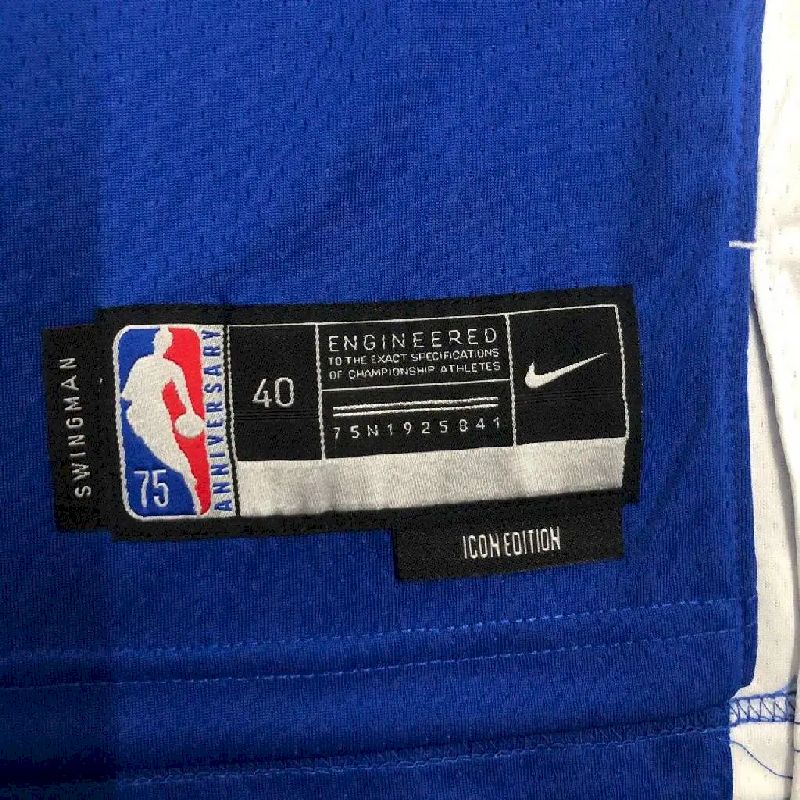 SWINGMAN
75
ANNIVERSARY
40
ENGINEERED
TO THE EXACT SPECIFICATIONS
OF CHAMPIONSHIP ATHLETES
75N1925841
ICON EDITION